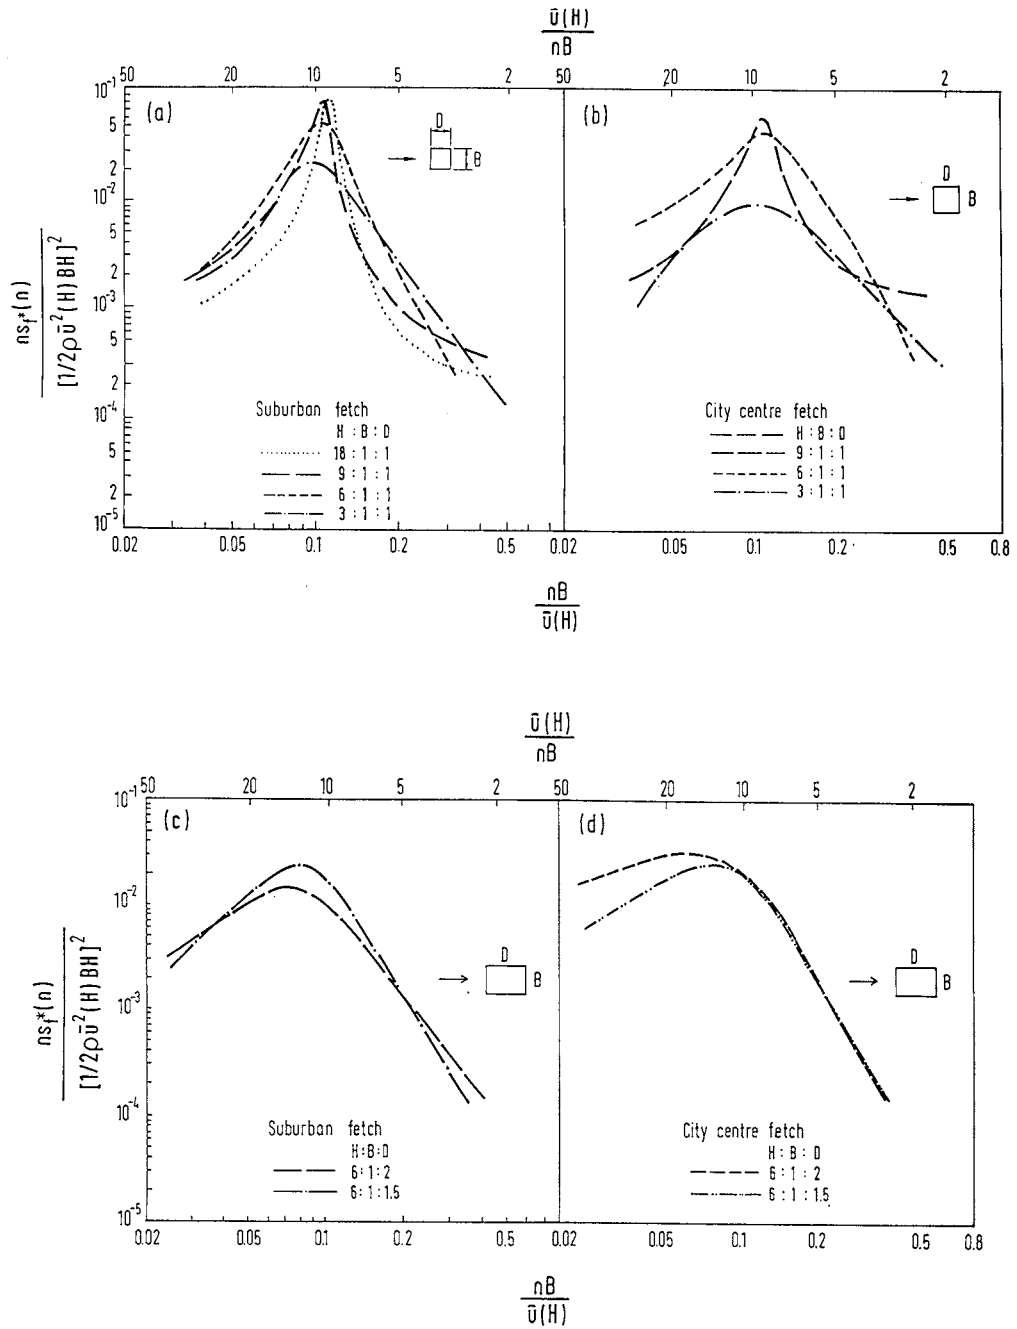 ū(H)
nB
50 20 10 5 2 50 20 10 5 2
10⁻¹
5
2
10⁻²
5
2
10⁻³
5
2
10⁻⁴
5
2
10⁻⁵
(a)
D
B
(b)
D
B
ns_f*(n)
[1/2ρū²(H)BH]²
Suburban fetch
H:B:D
18:1:1
9:1:1
6:1:1
3:1:1
City centre fetch
H:B:D
9:1:1
6:1:1
3:1:1
0.02 0.05 0.1 0.2 0.5 0.02 0.05 0.1 0.2 0.5 0.8
nB
ū(H)
ū(H)
nB
50 20 10 5 2 50 20 10 5 2
10⁻¹
10⁻²
10⁻³
10⁻⁴
10⁻⁵
(c)
D
B
(d)
D
B
ns_f*(n)
[1/2ρū²(H)BH]²
Suburban fetch
H:B:D
6:1:2
6:1:1.5
City centre fetch
H:B:D
6:1:2
6:1:1.5
0.02 0.05 0.1 0.2 0.5 0.02 0.05 0.1 0.2 0.5 0.8
nB
ū(H)